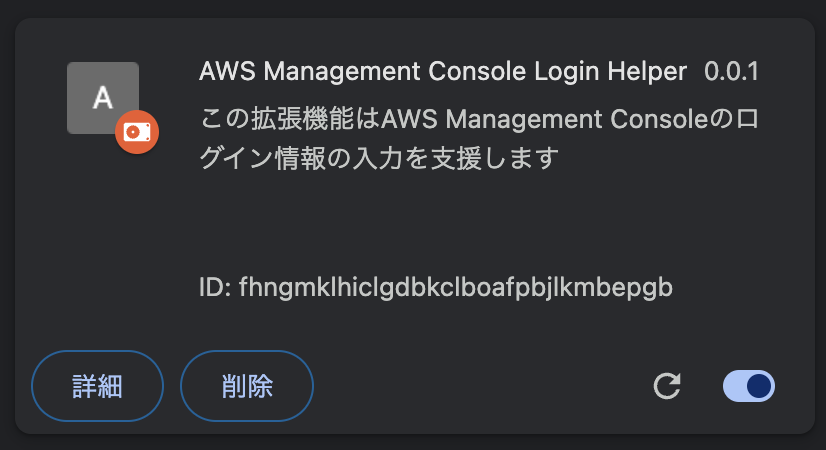 A
AWS Management Console Login Helper 0.0.1
この拡張機能はAWS Management Consoleのロ
グイン情報の入力を支援します
ID: fhngmklhiclgdbkclboafpbjlkmbepgb
詳細 削除